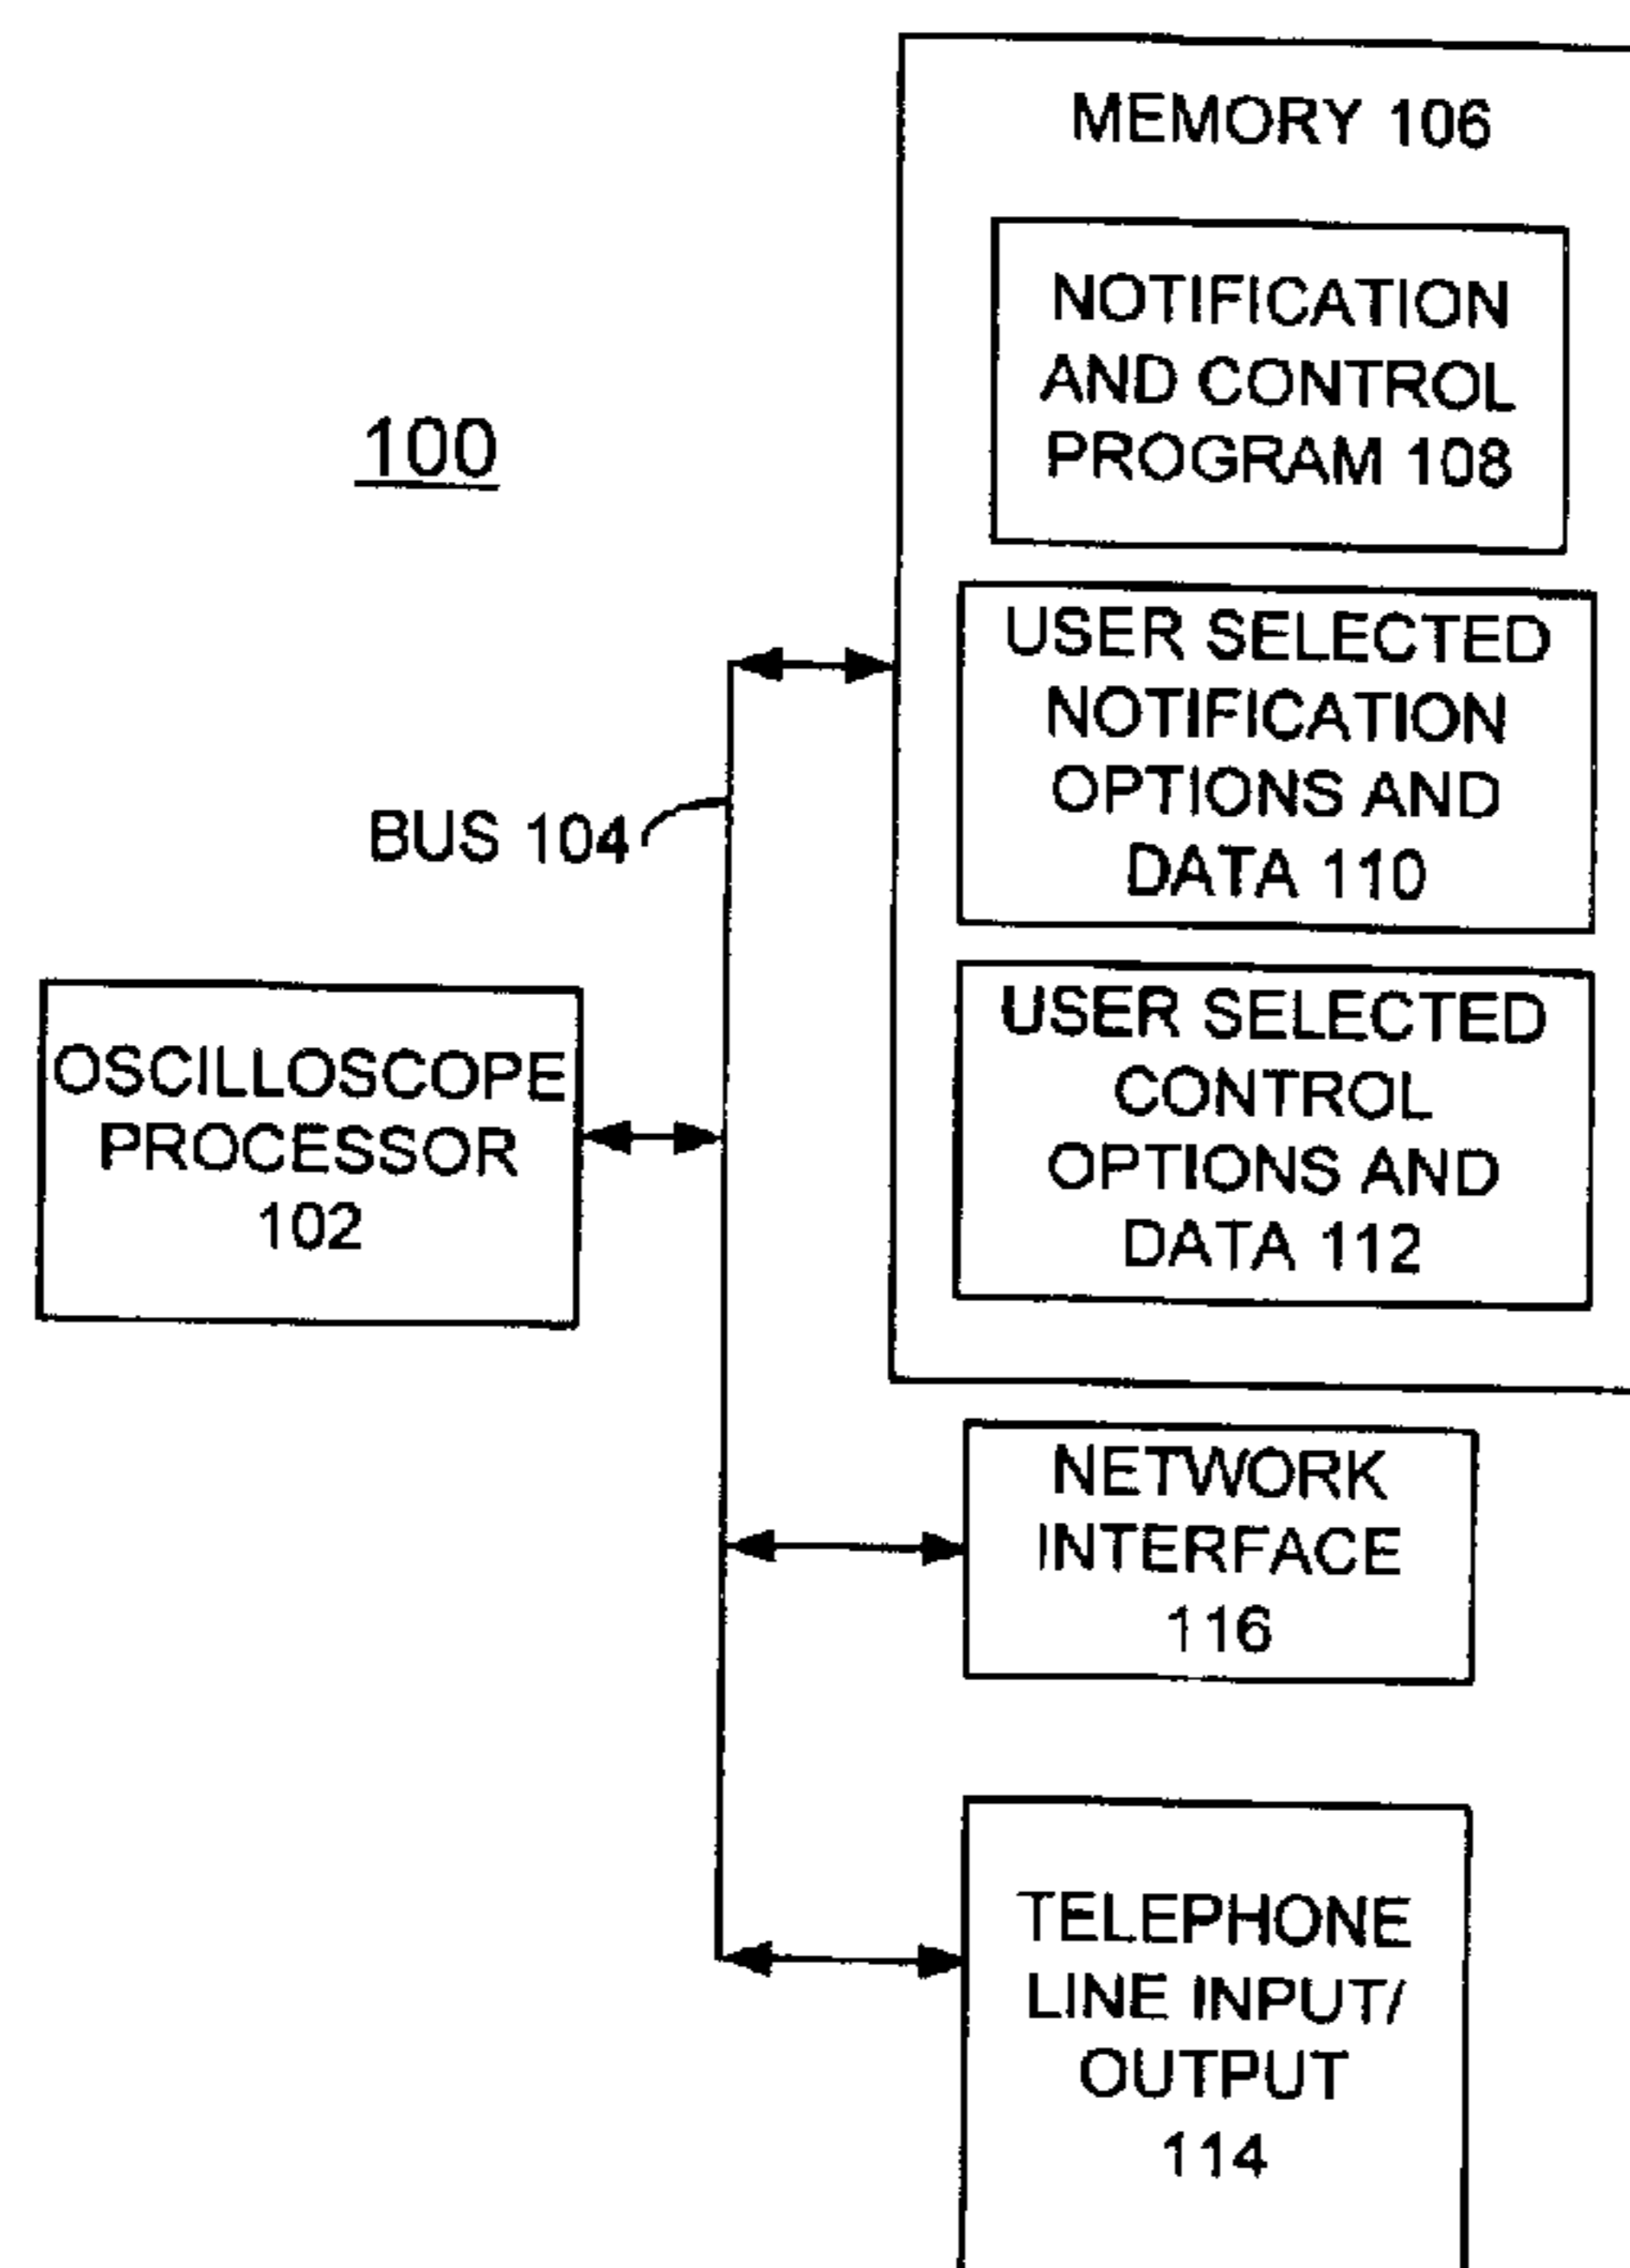 MEMORY 106
NOTIFICATION
AND CONTROL
PROGRAM 108
100
USER SELECTED
NOTIFICATION
OPTIONS AND
DATA 110
BUS 104
USER SELECTED
CONTROL
OPTIONS AND
DATA 112
OSCILLOSCOPE
PROCESSOR
102
NETWORK
INTERFACE
116
TELEPHONE
LINE INPUT/
OUTPUT
114